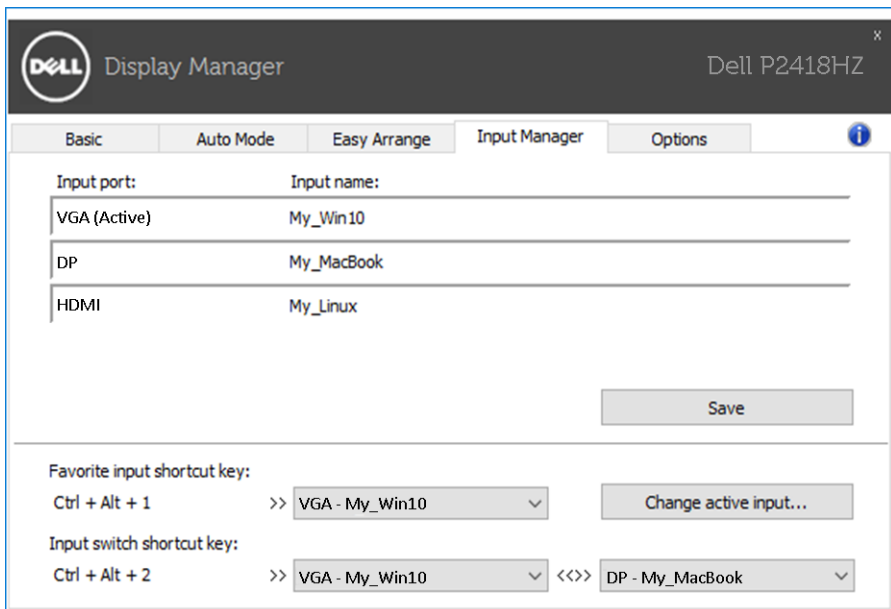 DELL Display Manager Dell P2418HZ x
Basic Auto Mode Easy Arrange Input Manager Options i
Input port: Input name:
VGA (Active) My_Win10
DP My_MacBook
HDMI My_Linux
Save
Favorite input shortcut key:
Ctrl + Alt + 1 >> VGA - My_Win10 Change active input...
Input switch shortcut key:
Ctrl + Alt + 2 >> VGA - My_Win10 <<>> DP - My_MacBook